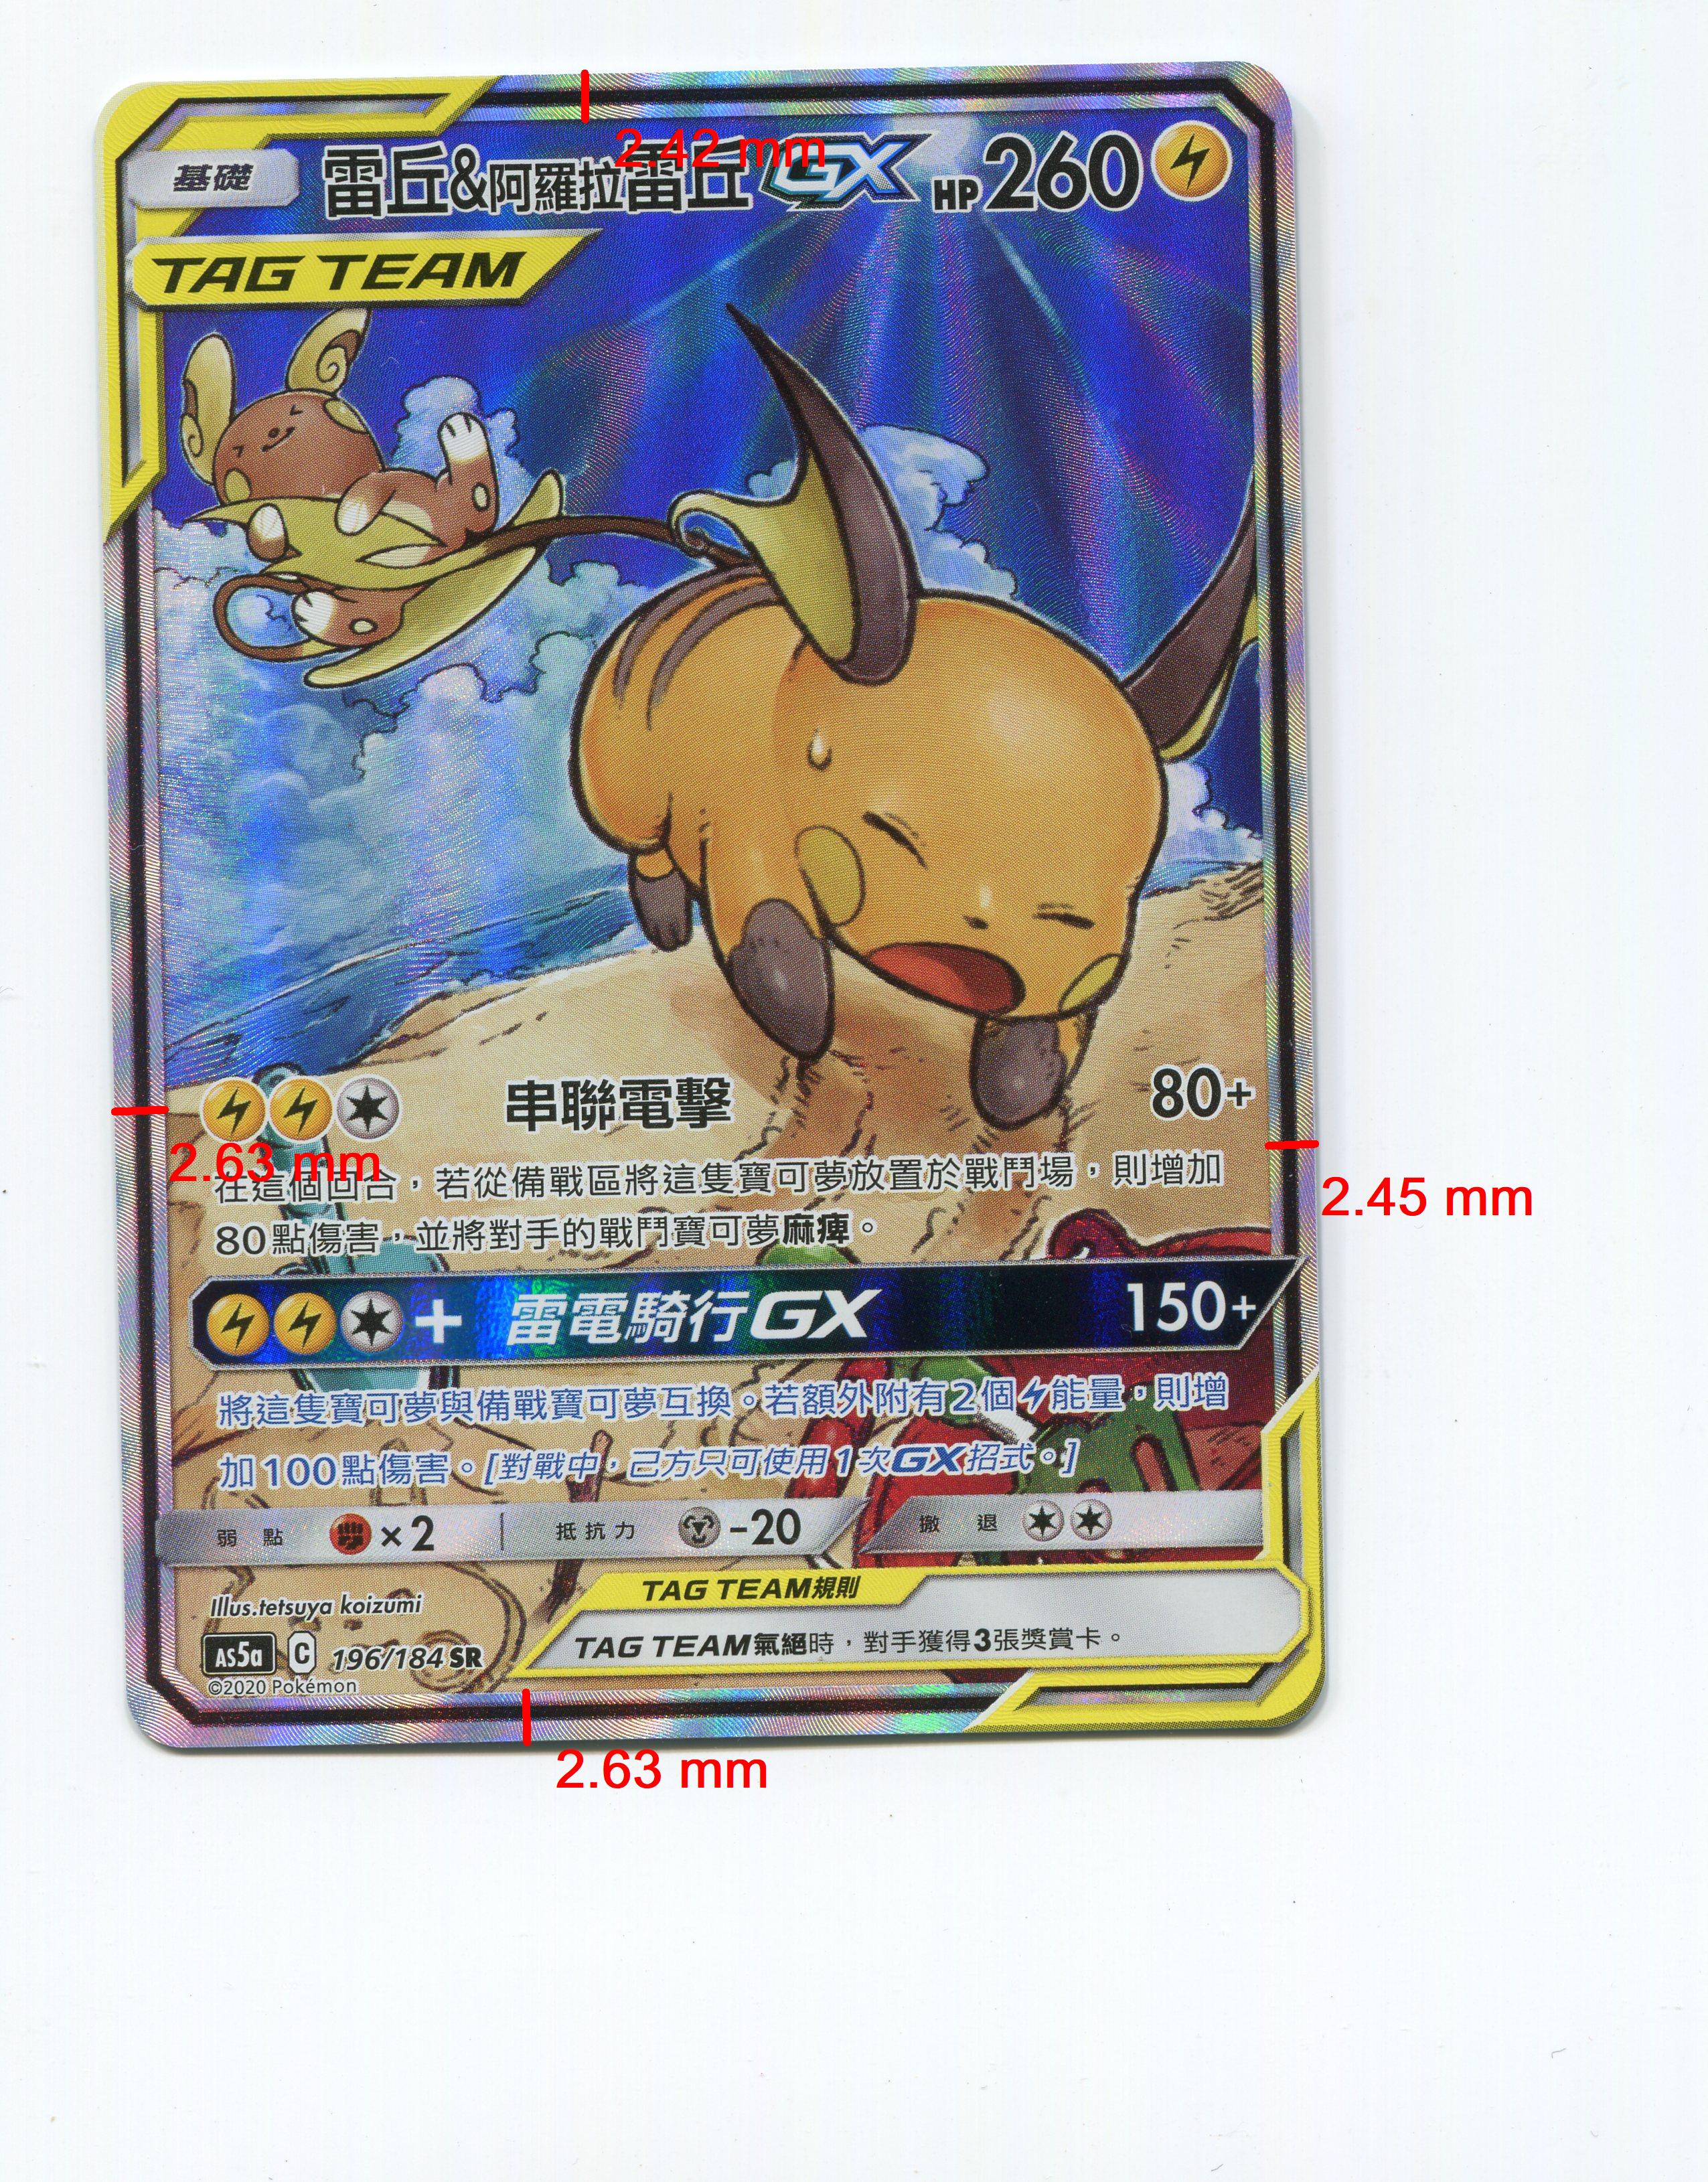 2.42 mm
基礎
雷丘&阿羅拉雷丘GX HP260
TAG TEAM
串聯電擊 80+
2.63 mm
在這個回合，若從備戰區將這隻寶可夢放置於戰鬥場，則增加
80點傷害，並將對手的戰鬥寶可夢麻痺。
2.45 mm
+ 雷電騎行GX 150+
將這隻寶可夢與備戰寶可夢互換。若額外附有2個能量，則增
加100點傷害。[對戰中，己方只可使用1次GX招式。]
弱點 ×2 抵抗力 -20 撤退
TAG TEAM規則
TAG TEAM氣絕時，對手獲得3張獎賞卡。
Illus.tetsuya koizumi
AS5a C 196/184 SR
©2020 Pokémon
2.63 mm